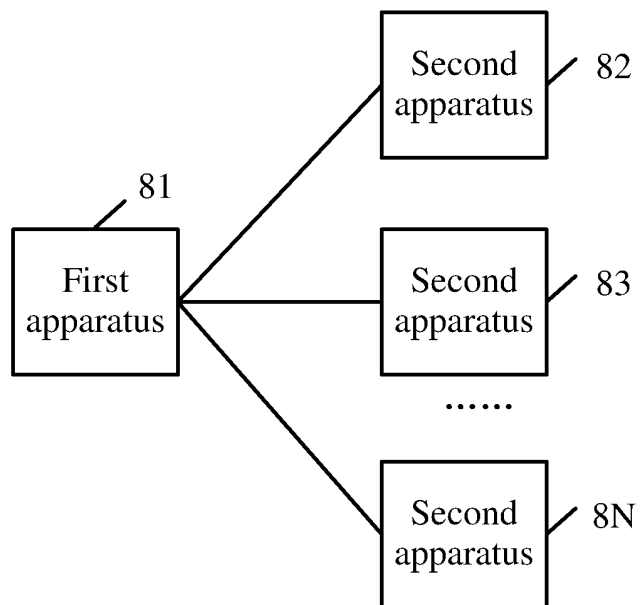 Second
apparatus
82
81
First
apparatus
Second
apparatus
83
......
Second
apparatus
8N